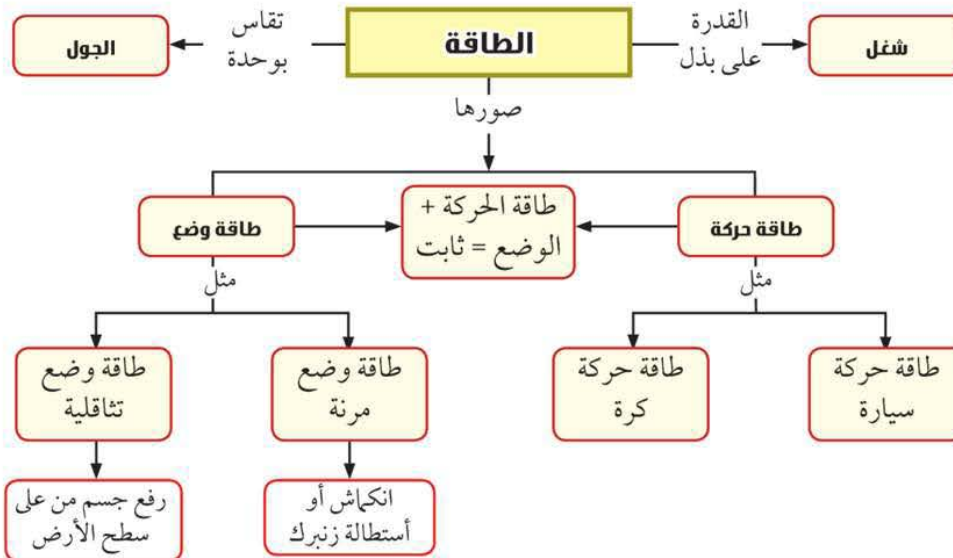 الطاقة
القدرة
على بذل
شغل
تقاس
بوحدة
الجول
صورها
طاقة حركة
طاقة الحركة +
الوضع = ثابت
طاقة وضع
مثل
مثل
طاقة حركة
سيارة
طاقة حركة
كرة
طاقة وضع
مرنة
طاقة وضع
تثاقلية
انكماش أو
أستطالة زنبرك
رفع جسم من على
سطح الأرض